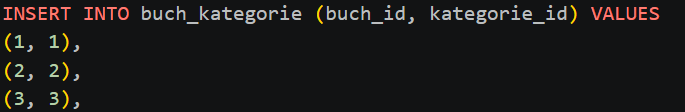 INSERT INTO buch_kategorie (buch_id, kategorie_id) VALUES
(1, 1),
(2, 2),
(3, 3),